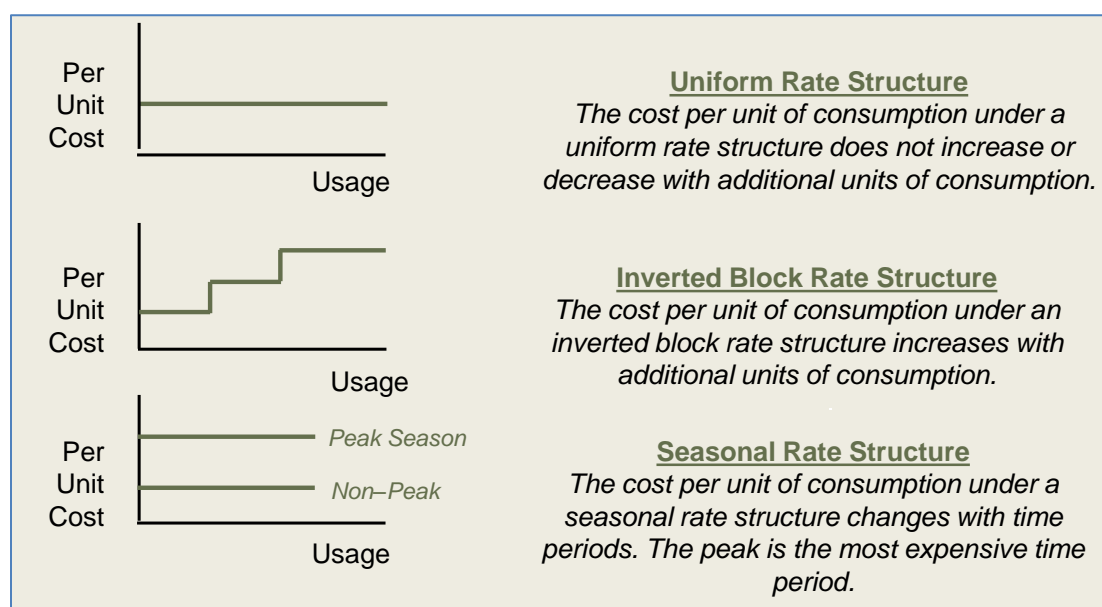 Per
Unit
Cost
Usage
Uniform Rate Structure
The cost per unit of consumption under a
uniform rate structure does not increase or
decrease with additional units of consumption.
Per
Unit
Cost
Usage
Inverted Block Rate Structure
The cost per unit of consumption under an
inverted block rate structure increases with
additional units of consumption.
Per
Unit
Cost
Peak Season
Non–Peak
Usage
Seasonal Rate Structure
The cost per unit of consumption under a
seasonal rate structure changes with time
periods. The peak is the most expensive time
period.